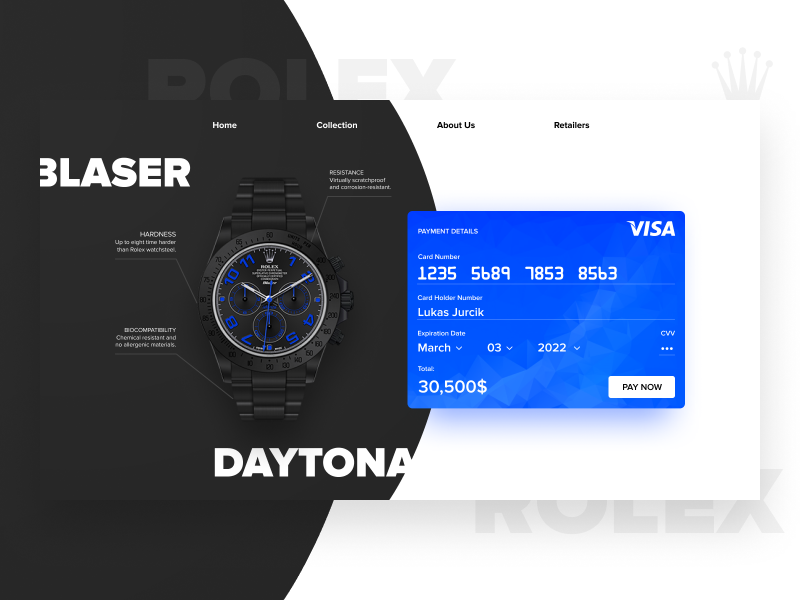 ROLEX
Home
Collection
About Us
Retailers
BLASER
RESISTANCE
Virtually scratchproof
and corrosion-resistant.
HARDNESS
Up to eight time harder
than Rolex watchsteel.
BIOCOMPATIBILITY
Chemical resistant and
no allergenic materials.
ROLEX
DAYTONA
PAYMENT DETAILS
VISA
Card Number
1235 5689 7853 8563
Card Holder Number
Lukas Jurcik
Expiration Date
CVV
March
03
2022
•••
Total:
30,500$
PAY NOW
ROLEX